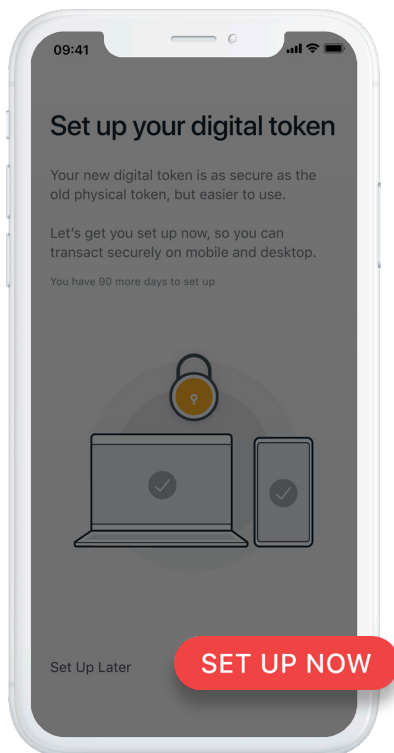 09:41
Set up your digital token
Your new digital token is as secure as the
old physical token, but easier to use.
Let's get you set up now, so you can
transact securely on mobile and desktop.
You have 90 more days to set up
Set Up Later
SET UP NOW